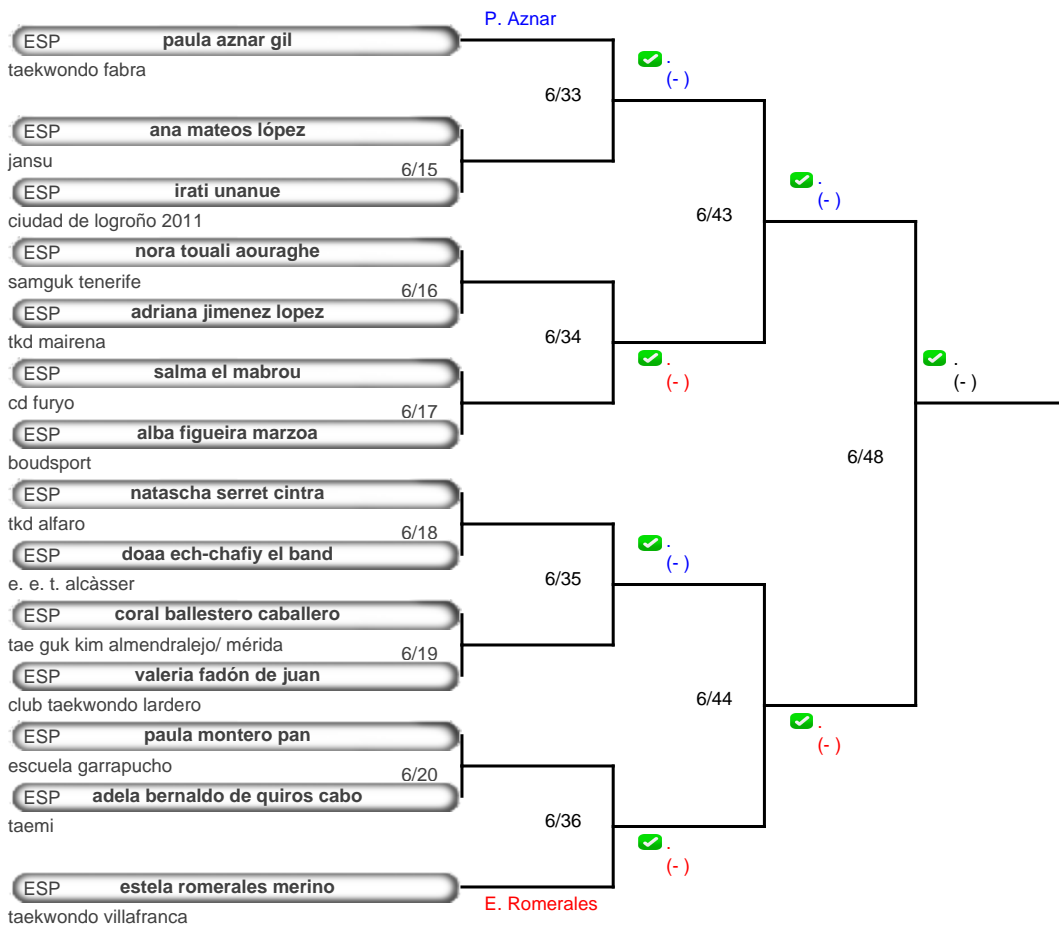 P. Aznar
ESP paula aznar gil
taekwondo fabra
.
(- )
6/33
ESP ana mateos lópez
jansu
6/15
ESP irati unanue
.
(- )
ciudad de logroño 2011
6/43
ESP nora touali aouraghe
samguk tenerife
6/16
ESP adriana jimenez lopez
tkd mairena
6/34
ESP salma el mabrou
.
(- )
.
(- )
cd furyo
6/17
ESP alba figueira marzoa
boudsport
6/48
ESP natascha serret cintra
tkd alfaro
6/18
ESP doaa ech-chafiy el band
.
(- )
e. e. t. alcàsser
6/35
ESP coral ballestero caballero
tae guk kim almendralejo/ mérida
6/19
ESP valeria fadón de juan
club taekwondo lardero
6/44
ESP paula montero pan
.
(- )
escuela garrapucho
6/20
ESP adela bernaldo de quiros cabo
taemi
6/36
.
(- )
ESP estela romerales merino
E. Romerales
taekwondo villafranca